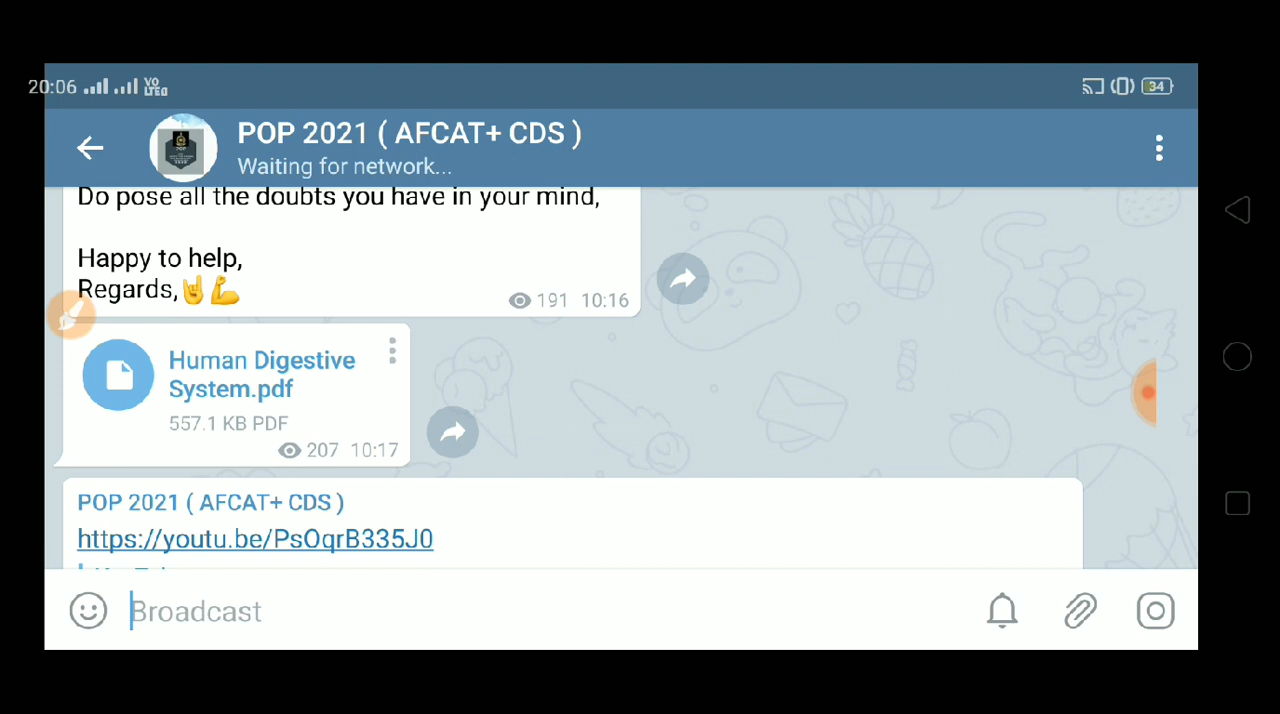 20:06 VO LTE 34
POP 2021 ( AFCAT+ CDS )
Waiting for network...
Do pose all the doubts you have in your mind,
Happy to help,
Regards,🤘💪
191 10:16
Human Digestive
System.pdf
557.1 KB PDF
207 10:17
POP 2021 ( AFCAT+ CDS )
https://youtu.be/PsOqrB335J0
Broadcast